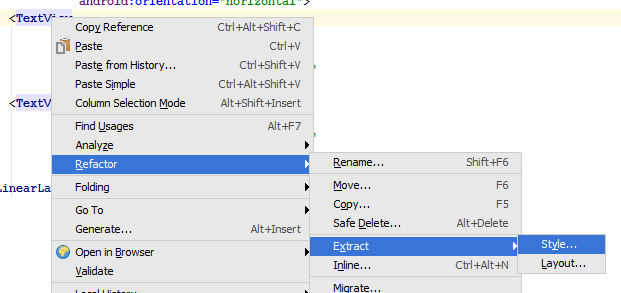 android:orientation="horizontal">
<TextView
Copy Reference Ctrl+Alt+Shift+C
Paste Ctrl+V
Paste from History... Ctrl+Shift+V
Paste Simple Ctrl+Alt+Shift+V
Column Selection Mode Alt+Shift+Insert
<TextV
Find Usages Alt+F7
Analyze
Refactor
Folding
LinearLa
Go To
Generate... Alt+Insert
Open in Browser
Validate
Local History
Rename... Shift+F6
Move... F6
Copy... F5
Safe Delete... Alt+Delete
Extract
Inline... Ctrl+Alt+N
Migrate...
Style...
Layout...